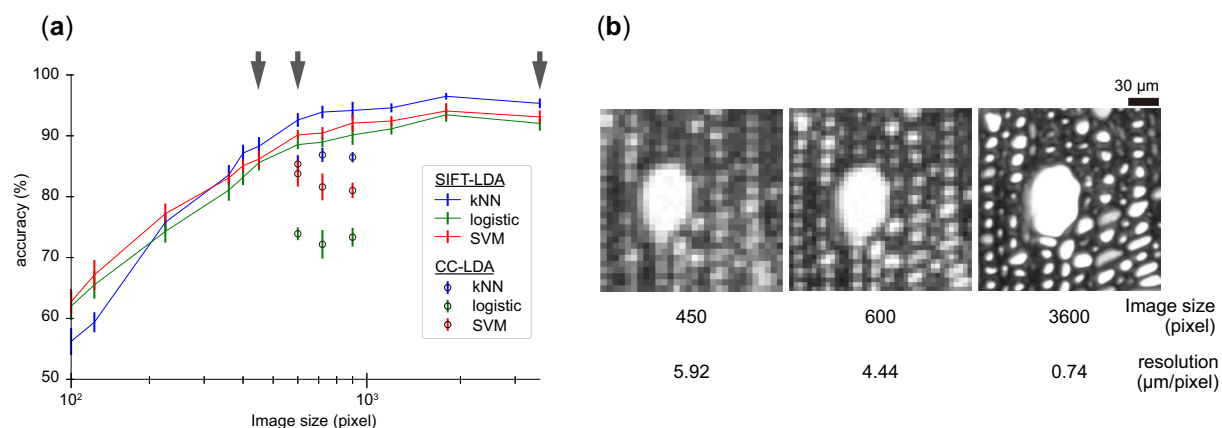 (a)
100
90
80
70
60
50
accuracy (%)
10²
10³
Image size (pixel)
SIFT-LDA
kNN
logistic
SVM
CC-LDA
kNN
logistic
SVM
(b)
30 µm
450 600 3600 Image size
(pixel)
5.92 4.44 0.74 resolution
(µm/pixel)